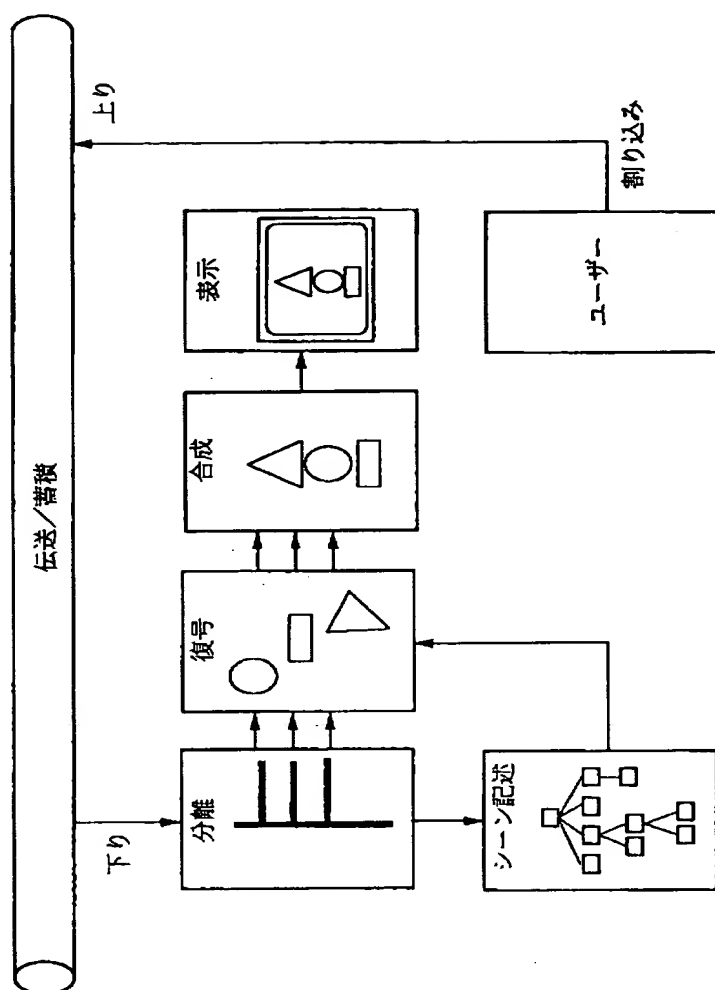 伝送／蓄積
下り
上り
分離
復号
合成
表示
シーン記述
ユーザー
割り込み